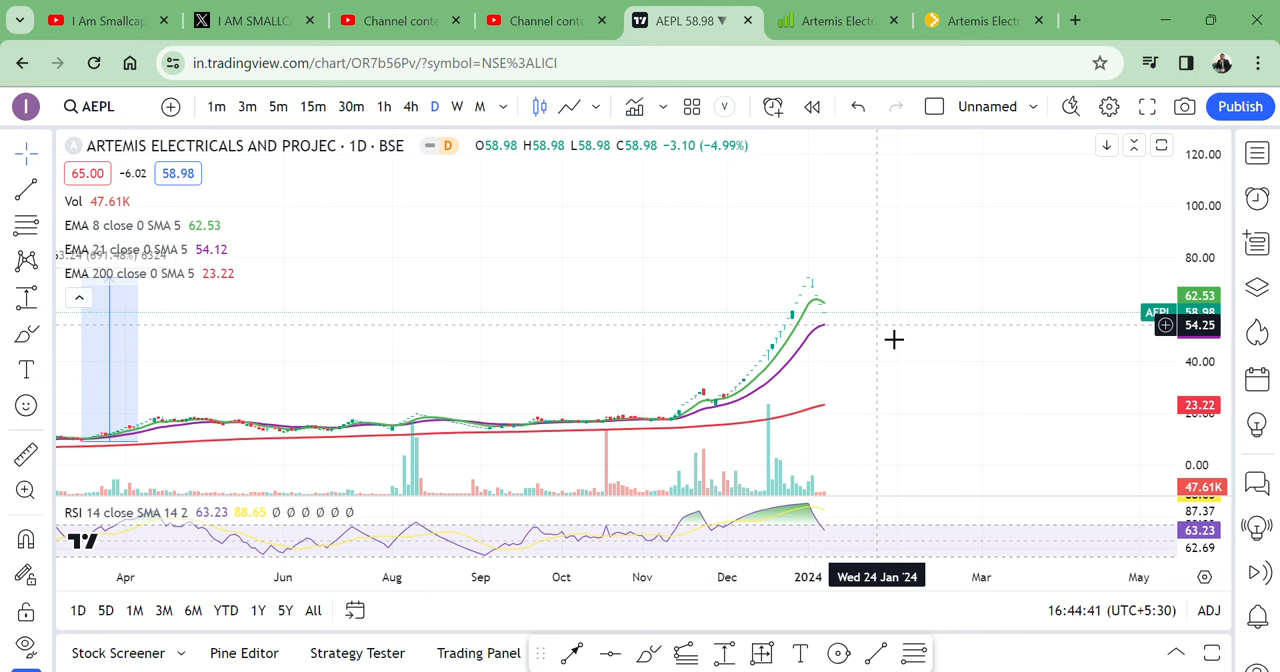 I Am Smallcap
I AM SMALLC
Channel conte
Channel conte
AEPL 58.98 ▼
Artemis Electri
Artemis Electri
in.tradingview.com/chart/OR7b56Pv/?symbol=NSE%3ALICI
I AEPL 1m 3m 5m 15m 30m 1h 4h D W M V Unnamed Publish
A ARTEMIS ELECTRICALS AND PROJEC · 1D · BSE D O58.98 H58.98 L58.98 C58.98 −3.10 (−4.99%)
65.00 −6.02 58.98
Vol 47.61K
EMA 8 close 0 SMA 5 62.53
EMA 21 close 0 SMA 5 54.12
EMA 200 close 0 SMA 5 23.22
120.00
100.00
80.00
62.53
AEPL 58.98
54.25
40.00
23.22
0.00
47.61K
RSI 14 close SMA 14 2 63.23 88.65 Ø Ø Ø Ø Ø Ø
87.37
63.23
62.69
Apr Jun Aug Sep Oct Nov Dec 2024 Wed 24 Jan '24 Mar May
1D 5D 1M 3M 6M YTD 1Y 5Y All 16:44:41 (UTC+5:30) ADJ
Stock Screener Pine Editor Strategy Tester Trading Panel